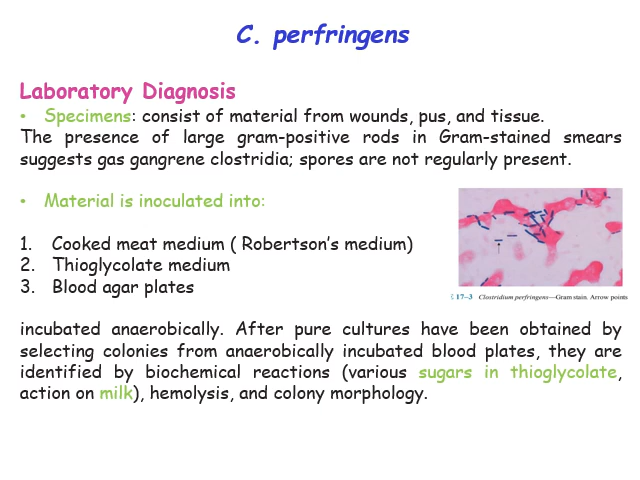 C. perfringens
Laboratory Diagnosis
• Specimens: consist of material from wounds, pus, and tissue.
The presence of large gram-positive rods in Gram-stained smears
suggests gas gangrene clostridia; spores are not regularly present.
• Material is inoculated into:
1. Cooked meat medium ( Robertson's medium)
2. Thioglycolate medium
3. Blood agar plates
17–3 Clostridium perfringens—Gram stain. Arrow points
incubated anaerobically. After pure cultures have been obtained by
selecting colonies from anaerobically incubated blood plates, they are
identified by biochemical reactions (various sugars in thioglycolate,
action on milk), hemolysis, and colony morphology.